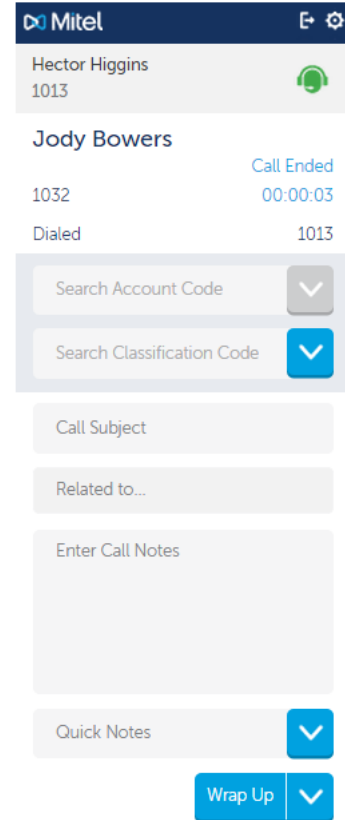 Mitel
Hector Higgins
1013
Jody Bowers
Call Ended
1032 00:00:03
Dialed 1013
Search Account Code
Search Classification Code
Call Subject
Related to...
Enter Call Notes
Quick Notes
Wrap Up